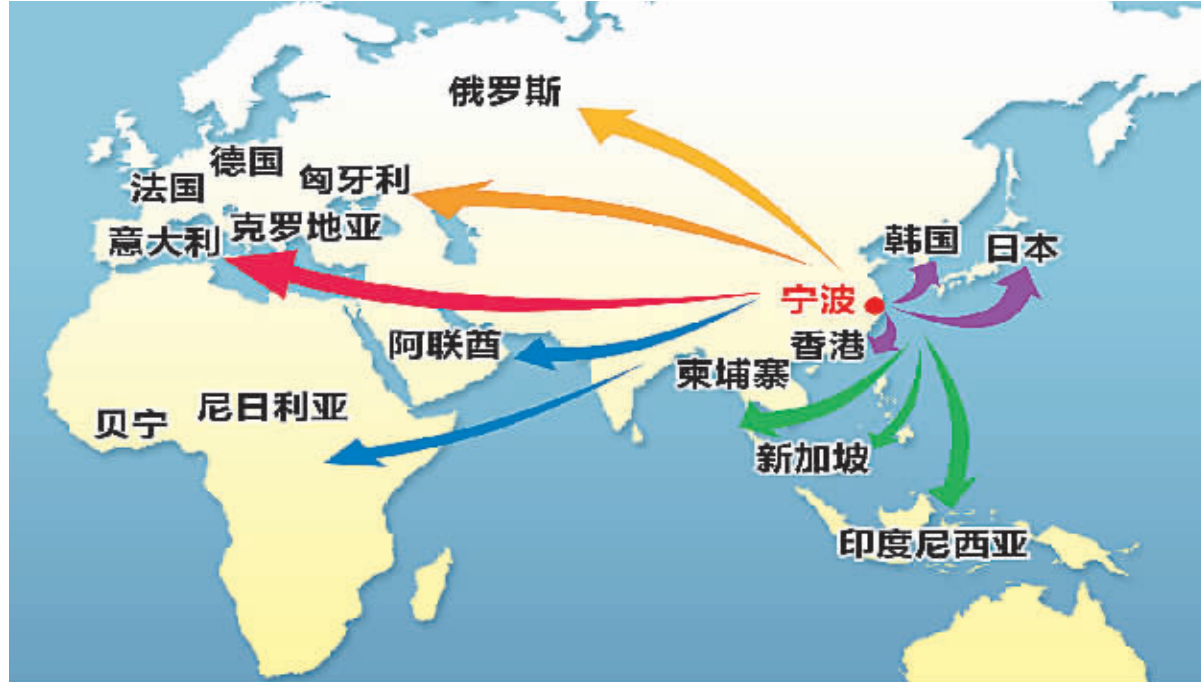 俄罗斯
德国
匈牙利
法国
克罗地亚
意大利
韩国
日本
宁波
香港
阿联酋
柬埔寨
尼日利亚
贝宁
新加坡
印度尼西亚